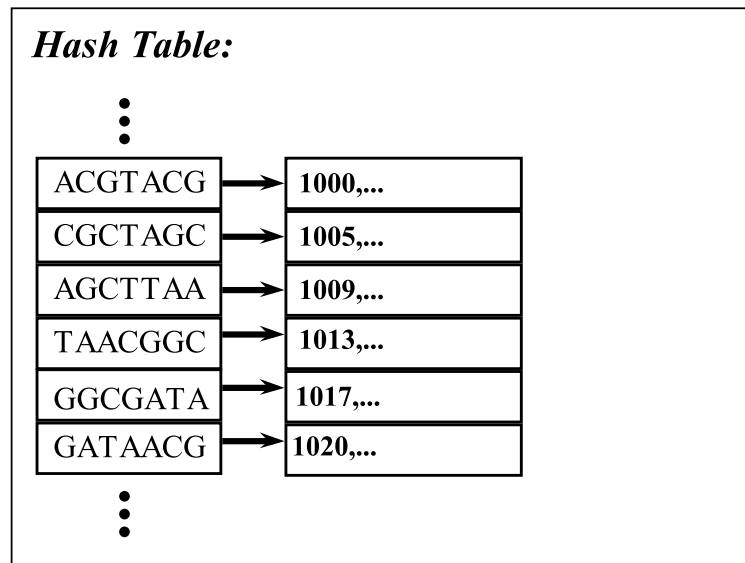 Hash Table:
ACGTACG 1000,...
CGCTAGC 1005,...
AGCTTAA 1009,...
TAACGGC 1013,...
GGCGATA 1017,...
GATAACG 1020,...